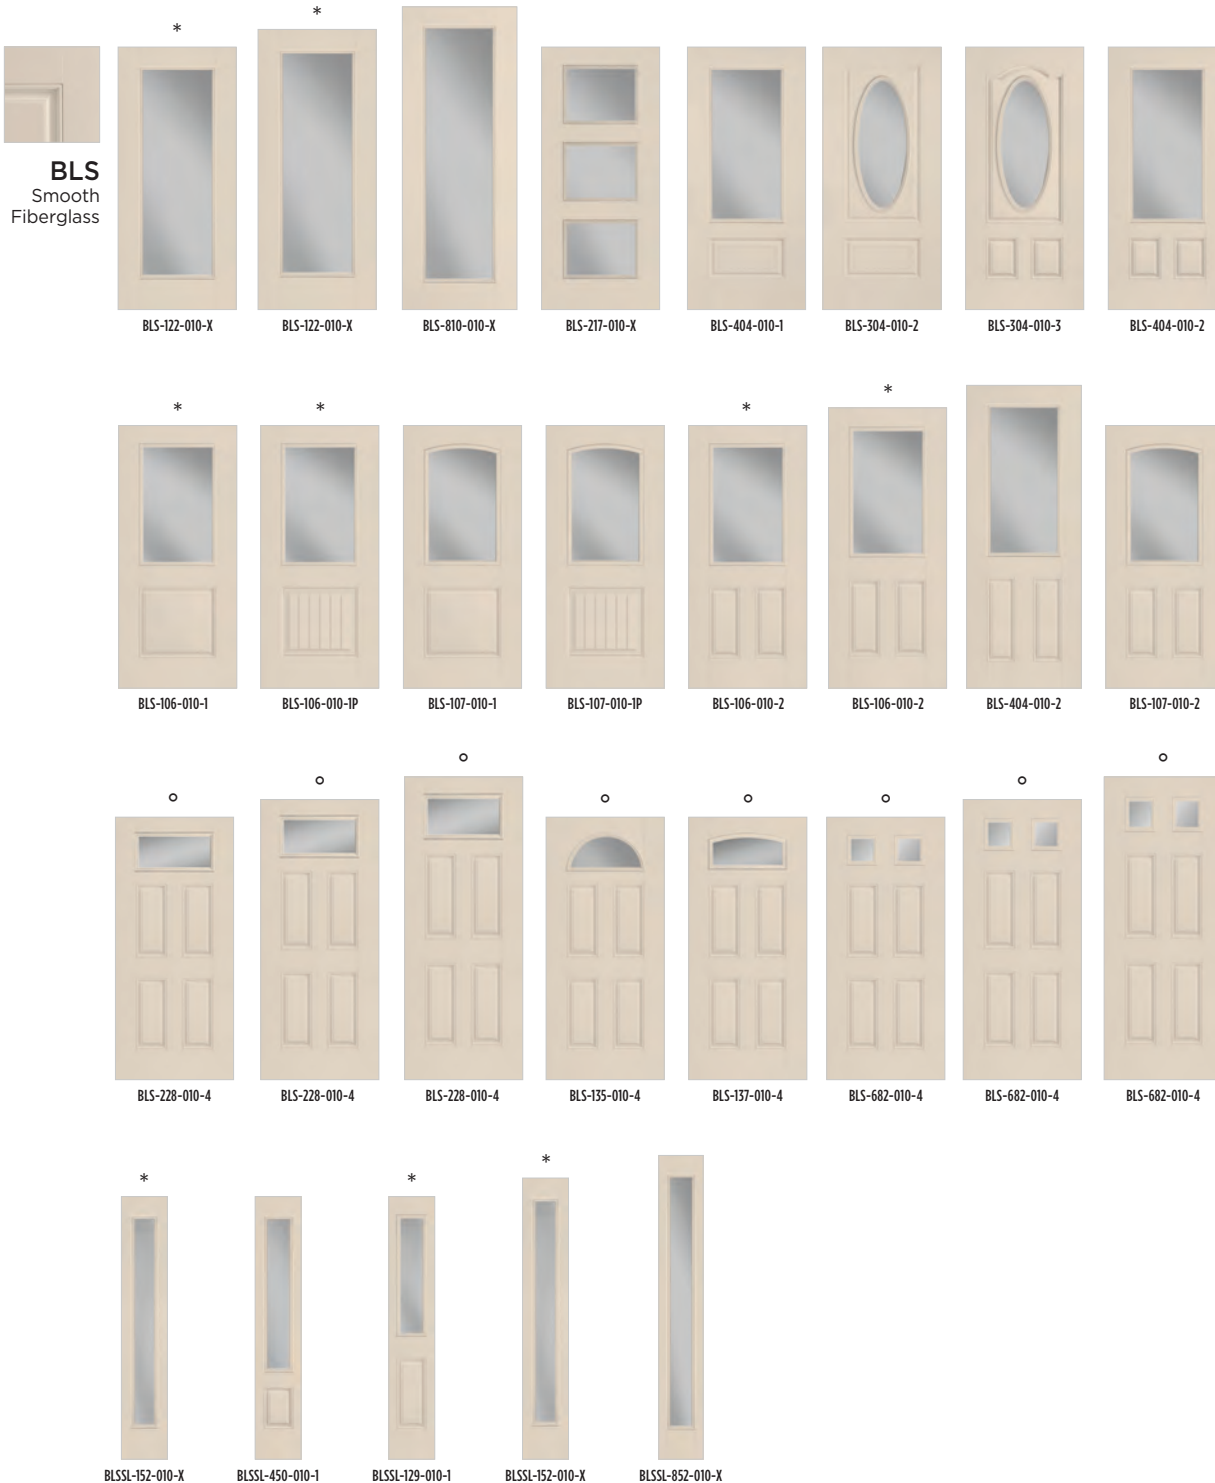 *
*
BLS
Smooth
Fiberglass
BLS-122-010-X
BLS-122-010-X
BLS-810-010-X
BLS-217-010-X
BLS-404-010-1
BLS-304-010-2
BLS-304-010-3
BLS-404-010-2
*
*
*
*
BLS-106-010-1
BLS-106-010-1P
BLS-107-010-1
BLS-107-010-1P
BLS-106-010-2
BLS-106-010-2
BLS-404-010-2
BLS-107-010-2
°
°
°
°
°
°
°
°
BLS-228-010-4
BLS-228-010-4
BLS-228-010-4
BLS-135-010-4
BLS-137-010-4
BLS-682-010-4
BLS-682-010-4
BLS-682-010-4
*
*
*
BLSSL-152-010-X
BLSSL-450-010-1
BLSSL-129-010-1
BLSSL-152-010-X
BLSSL-852-010-X